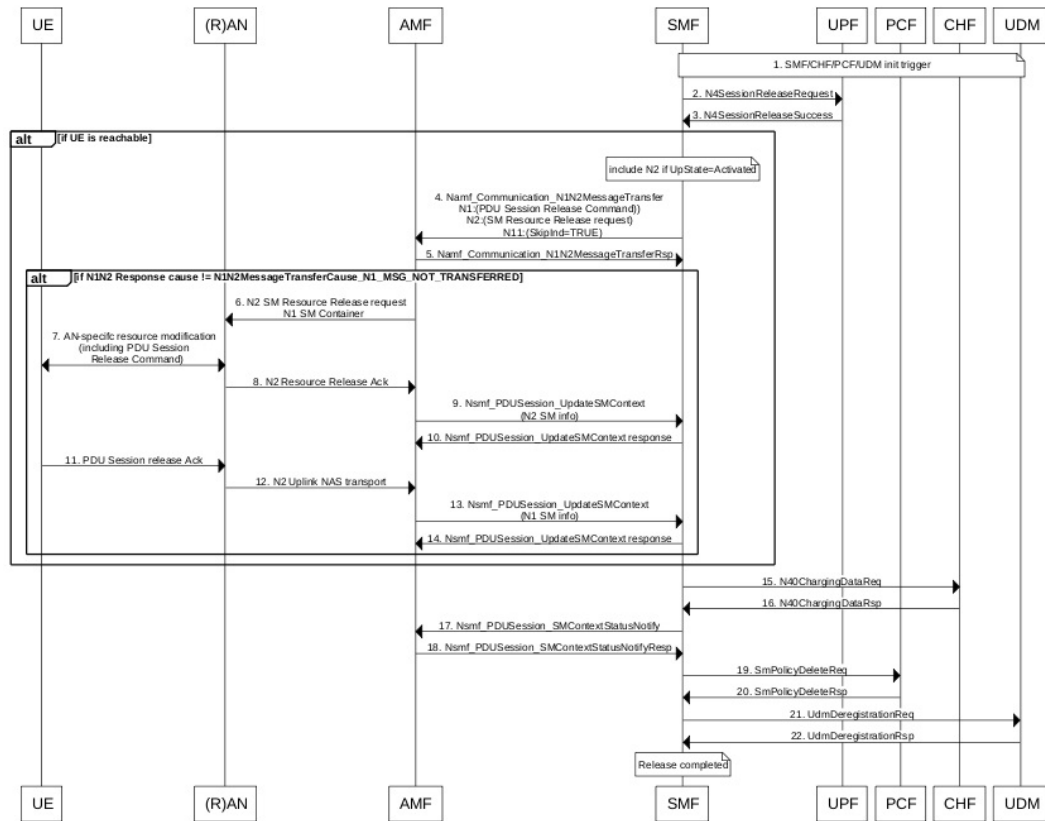 UE (R)AN AMF SMF UPF PCF CHF UDM
1. SMF/CHF/PCF/UDM init trigger
2. N4SessionReleaseRequest
3. N4SessionReleaseSuccess
alt [if UE is reachable]
include N2 if UpState=Activated
4. Namf_Communication_N1N2MessageTransfer
N1:(PDU Session Release Command))
N2:(SM Resource Release request)
N11:(SkipInd=TRUE)
5. Namf_Communication_N1N2MessageTransferRsp
alt [if N1N2 Response cause != N1N2MessageTransferCause_N1_MSG_NOT_TRANSFERRED]
6. N2 SM Resource Release request
N1 SM Container
7. AN-specifc resource modification
(including PDU Session
Release Command)
8. N2 Resource Release Ack
9. Nsmf_PDUSession_UpdateSMContext
(N2 SM info)
10. Nsmf_PDUSession_UpdateSMContext response
11. PDU Session release Ack
12. N2 Uplink NAS transport
13. Nsmf_PDUSession_UpdateSMContext
(N1 SM info)
14. Nsmf_PDUSession_UpdateSMContext response
15. N40ChargingDataReq
16. N40ChargingDataRsp
17. Nsmf_PDUSession_SMContextStatusNotify
18. Nsmf_PDUSession_SMContextStatusNotifyResp
19. SmPolicyDeleteReq
20. SmPolicyDeleteRsp
21. UdmDeregistrationReq
22. UdmDeregistrationRsp
Release completed
UE (R)AN AMF SMF UPF PCF CHF UDM